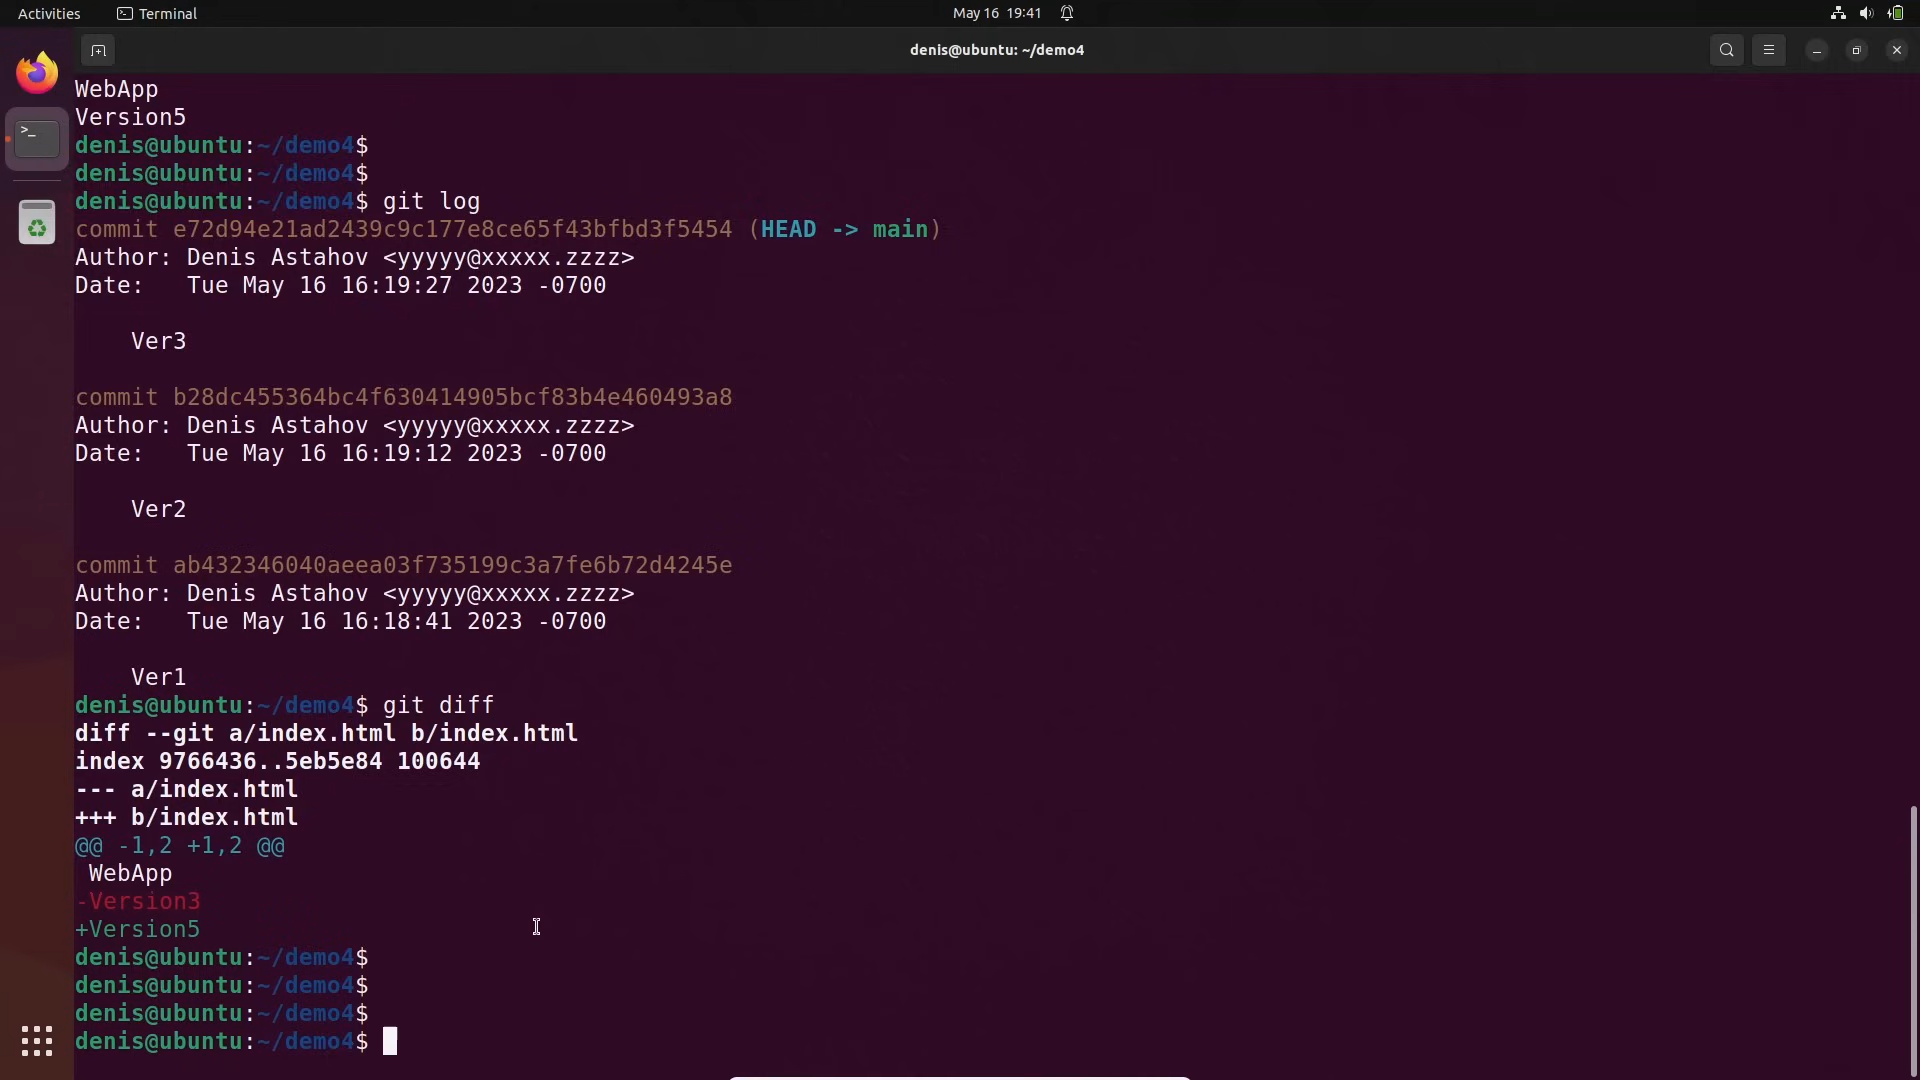 Activities
Terminal
May 16 19:41
denis@ubuntu: ~/demo4
WebApp
Version5
denis@ubuntu:~/demo4$
denis@ubuntu:~/demo4$
denis@ubuntu:~/demo4$ git log
commit e72d94e21ad2439c9c177e8ce65f43bfbd3f5454 (HEAD -> main)
Author: Denis Astahov <yyyyy@xxxxx.zzzz>
Date:   Tue May 16 16:19:27 2023 -0700
    Ver3
commit b28dc455364bc4f630414905bcf83b4e460493a8
Author: Denis Astahov <yyyyy@xxxxx.zzzz>
Date:   Tue May 16 16:19:12 2023 -0700
    Ver2
commit ab432346040aeea03f735199c3a7fe6b72d4245e
Author: Denis Astahov <yyyyy@xxxxx.zzzz>
Date:   Tue May 16 16:18:41 2023 -0700
    Ver1
denis@ubuntu:~/demo4$ git diff
diff --git a/index.html b/index.html
index 9766436..5eb5e84 100644
--- a/index.html
+++ b/index.html
@@ -1,2 +1,2 @@
 WebApp
-Version3
+Version5
denis@ubuntu:~/demo4$
denis@ubuntu:~/demo4$
denis@ubuntu:~/demo4$
denis@ubuntu:~/demo4$